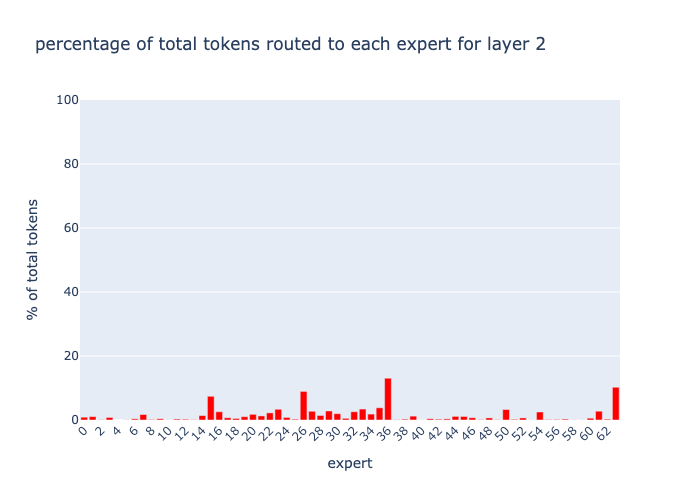 percentage of total tokens routed to each expert for layer 2
100
80
60
40
20
0
% of total tokens
0 2 4 6 8 10 12 14 16 18 20 22 24 26 28 30 32 34 36 38 40 42 44 46 48 50 52 54 56 58 60 62
expert